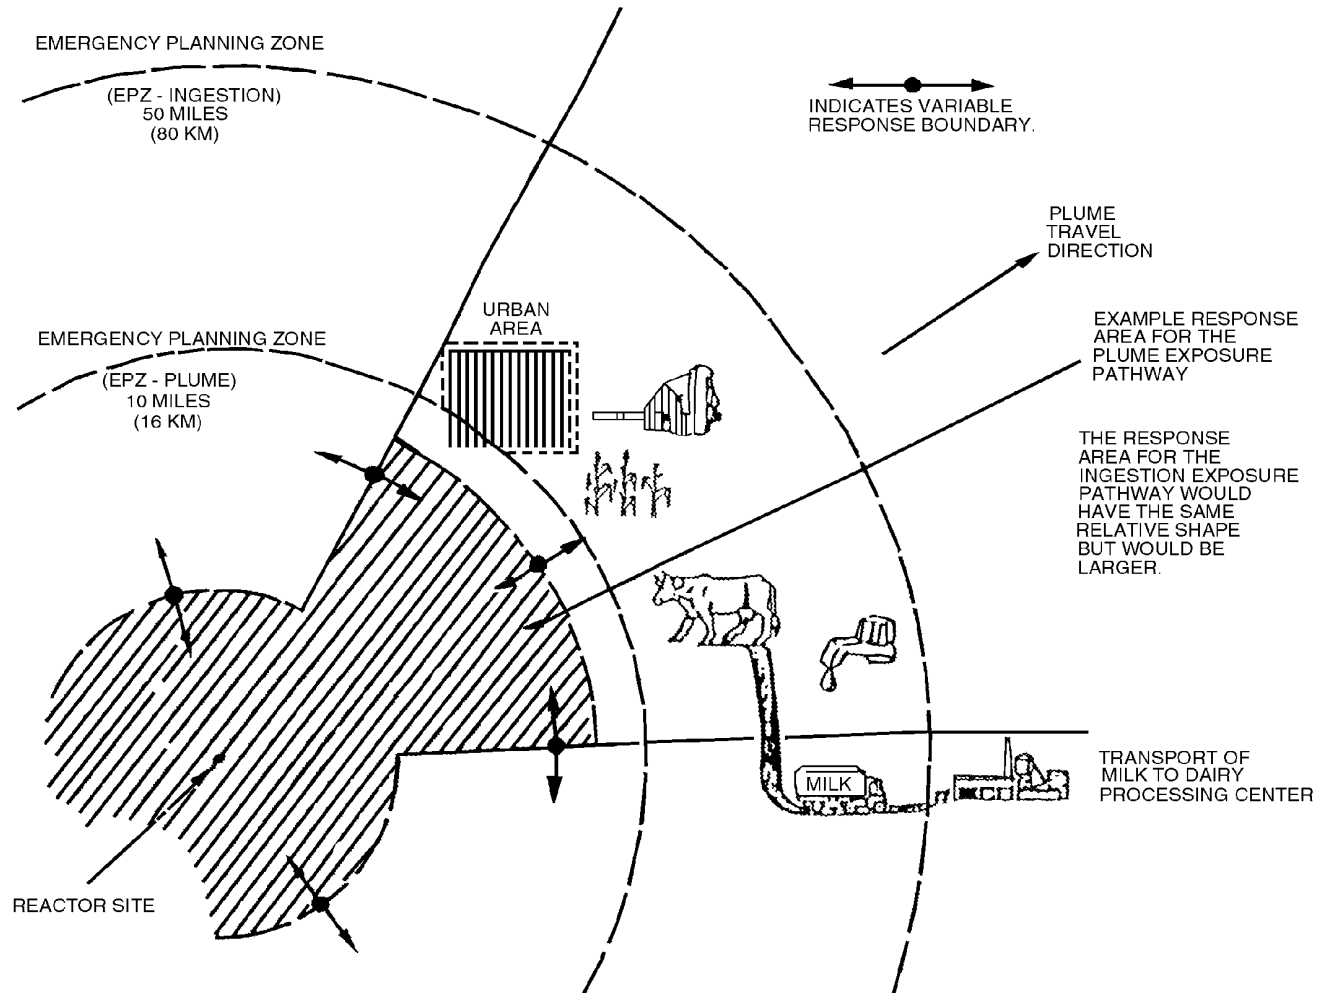 EMERGENCY PLANNING ZONE
(EPZ - INGESTION)
50 MILES
(80 KM)
INDICATES VARIABLE
RESPONSE BOUNDARY.
PLUME
TRAVEL
DIRECTION
URBAN
AREA
EMERGENCY PLANNING ZONE
(EPZ - PLUME)
10 MILES
(16 KM)
EXAMPLE RESPONSE
AREA FOR THE
PLUME EXPOSURE
PATHWAY
THE RESPONSE
AREA FOR THE
INGESTION EXPOSURE
PATHWAY WOULD
HAVE THE SAME
RELATIVE SHAPE
BUT WOULD BE
LARGER.
MILK
TRANSPORT OF
MILK TO DAIRY
PROCESSING CENTER
REACTOR SITE